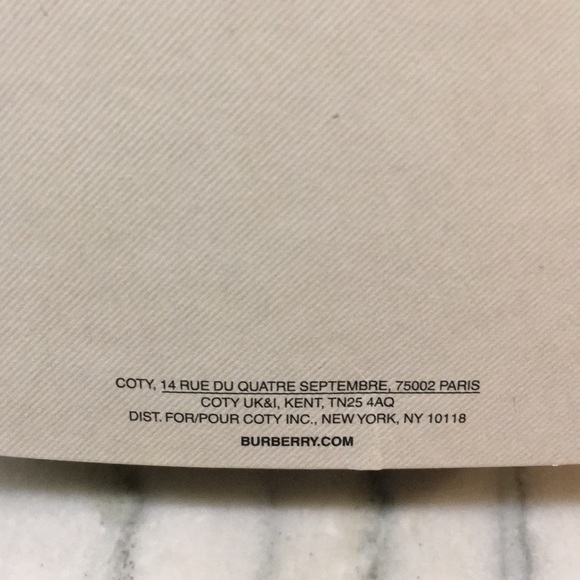 COTY, 14 RUE DU QUATRE SEPTEMBRE, 75002 PARIS
COTY UK&I, KENT, TN25 4AQ
DIST. FOR/POUR COTY INC., NEW YORK, NY 10118
BURBERRY.COM